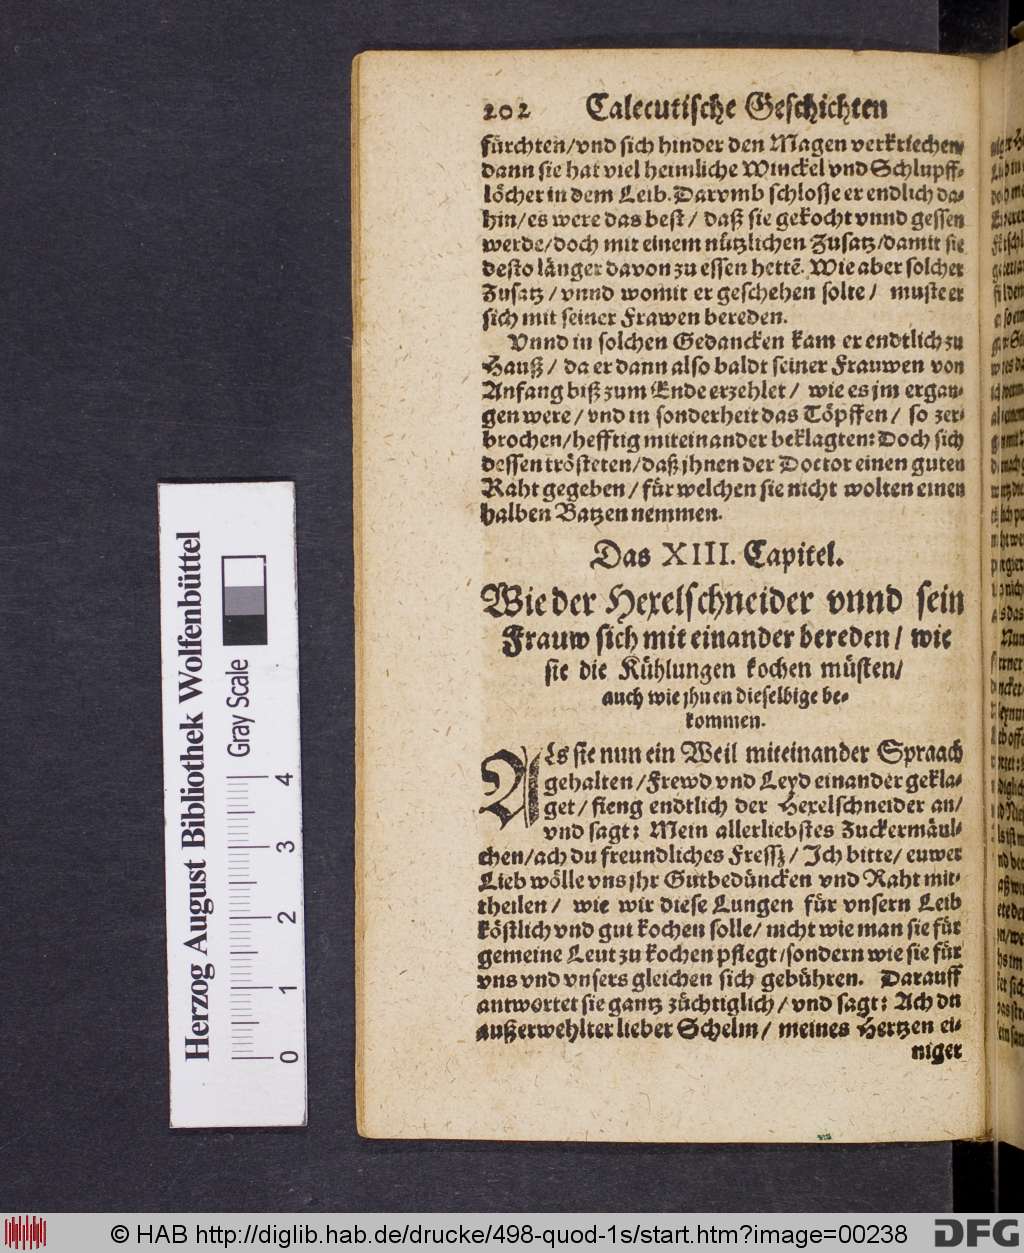 202 Calecutische Geschichten
fürchten/vnd sich hinder den Magen verkriechen/
dann sie hat viel heimliche Winckel vnd Schlupff-
löcher in dem Leib. Darvmb schlosse er endlich da-
hin/es were das best/ daß sie gekocht vnnd gessen
werde/doch mit einem nützlichen Zusatz/damit sie
desto länger davon zu essen hettẽ. Wie aber solcher
Zusatz/vnnd womit er geschehen solte/ muste er
sich mit seiner Frawen bereden.
Vnnd in solchen Gedancken kam er endtlich zu
Hauß/ da er dann also baldt seiner Frauwen von
Anfang biß zum Ende erzehlet/ wie es jm ergan-
gen were/vnd in sonderheit das Töpffen/ so zer-
brochen/hefftig miteinander beklagten: Doch sich
dessen trösteten/daß jhnen der Doctor einen guten
Raht gegeben/für welchen sie nicht wolten einen
halben Batzen nemmen.
Das XIII. Capitel.
Wie der Hexelschneider vnnd sein
Frauw sich mit einander bereden/ wie
sie die Kühlungen kochen müsten/
auch wie jhnen dieselbige be-
kommen.
Als sie nun ein Weil miteinander Spraach
gehalten/Frewd vnd Leyd einander gekla-
get/ fieng endtlich der Hexelschneider an/
vnd sagt: Mein allerliebstes Zuckermäul-
chen/ach du freundliches Fressz/Ich bitte/euwer
Lieb wölle vns jhr Gutbedüncken vnd Raht mit-
theilen/ wie wir diese Lungen für vnsern Leib
köstlich vnd gut kochen solle/nicht wie man sie für
gemeine Leut zu kochen pflegt/sondern wie sie für
vns vnd vnsers gleichen sich gebühren. Darauff
antwortet sie gantz züchtiglich/vnd sagt: Ach du
außerwehlter lieber Schelm/ meines Hertzen ei-
niger
Herzog August Bibliothek Wolfenbüttel
Gray Scale
0 1 2 3 4
© HAB http://diglib.hab.de/drucke/498-quod-1s/start.htm?image=00238
DFG